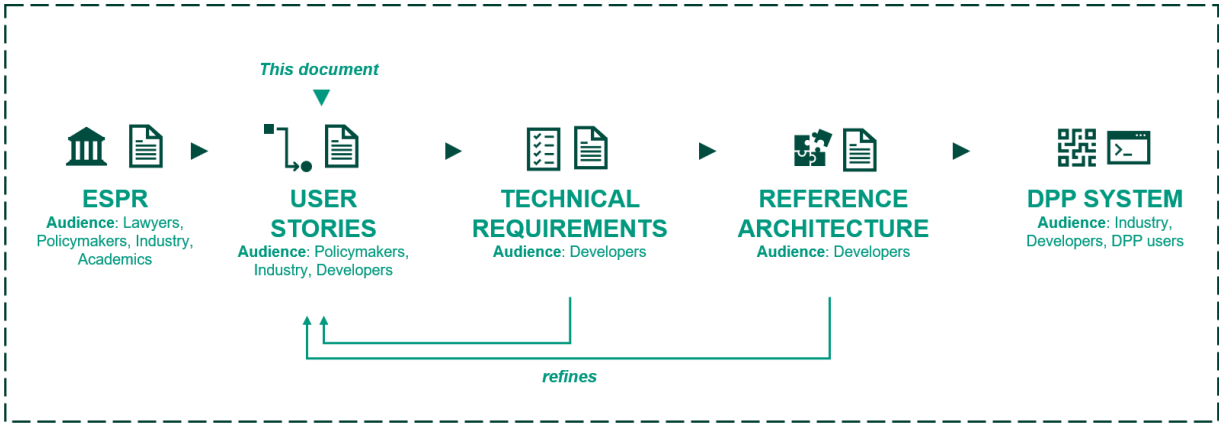 This document
ESPR
Audience: Lawyers,
Policymakers, Industry,
Academics
USER
STORIES
Audience: Policymakers,
Industry, Developers
TECHNICAL
REQUIREMENTS
Audience: Developers
REFERENCE
ARCHITECTURE
Audience: Developers
DPP SYSTEM
Audience: Industry,
Developers, DPP users
refines